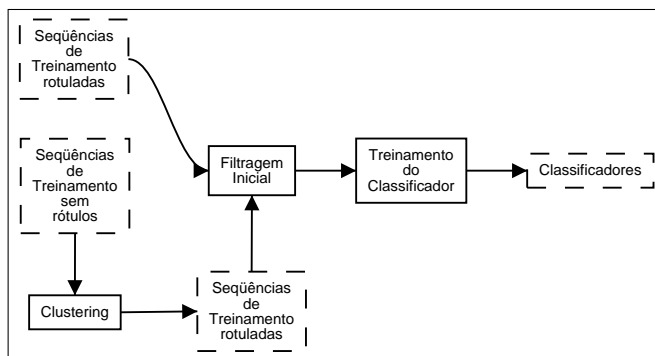 Seqüências
de
Treinamento
rotuladas
Seqüências
de
Treinamento
sem
rótulos
Filtragem
Inicial
Treinamento
do
Classificador
Classificadores
Clustering
Seqüências
de
Treinamento
rotuladas